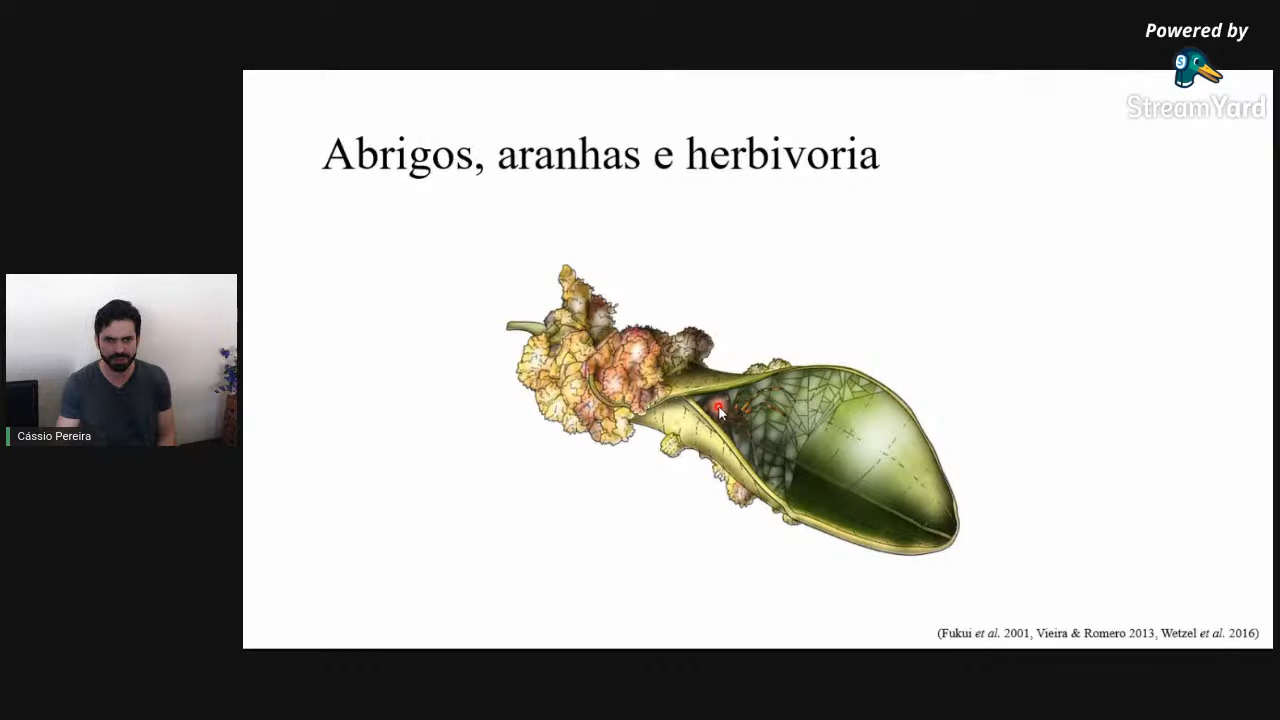 Powered by
StreamYard
Abrigos, aranhas e herbivoria
Cássio Pereira
(Fukui et al. 2001, Vieira & Romero 2013, Wetzel et al. 2016)